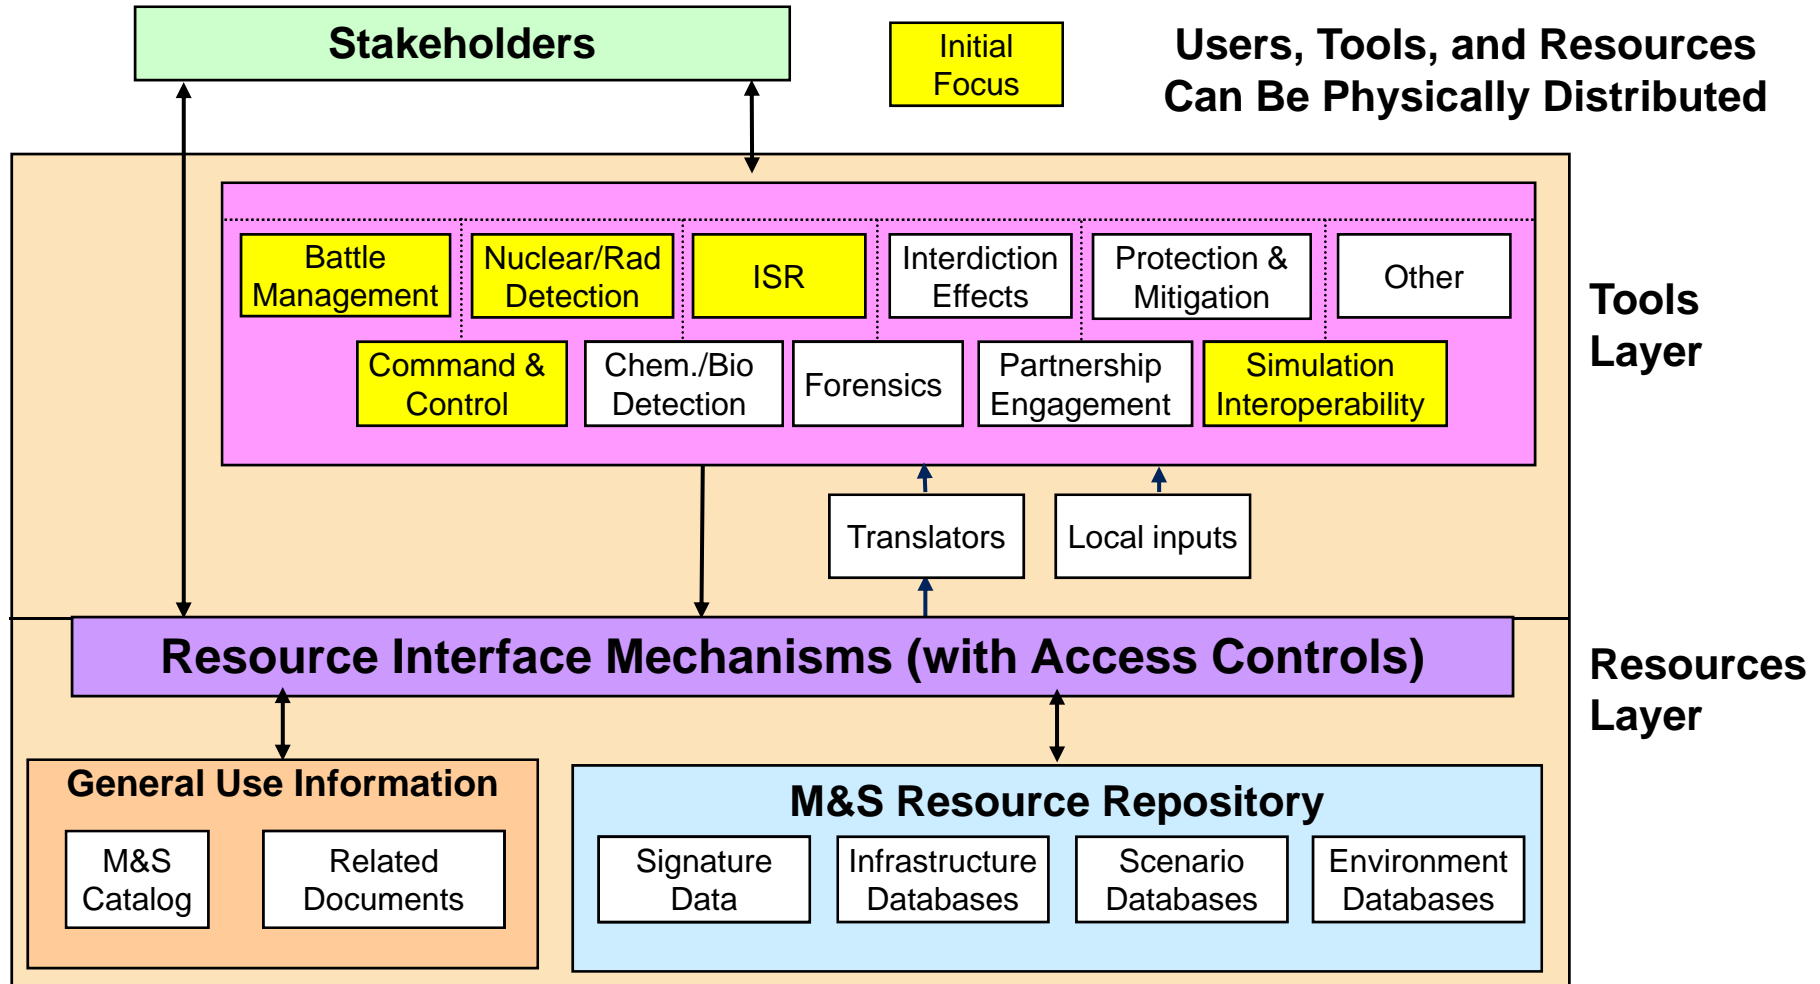 Stakeholders
Initial
Focus
Users, Tools, and Resources
Can Be Physically Distributed
Battle
Management
Nuclear/Rad
Detection
ISR
Interdiction
Effects
Protection &
Mitigation
Other
Command &
Control
Chem./Bio
Detection
Forensics
Partnership
Engagement
Simulation
Interoperability
Tools
Layer
Translators
Local inputs
Resource Interface Mechanisms (with Access Controls)
Resources
Layer
General Use Information
M&S
Catalog
Related
Documents
M&S Resource Repository
Signature
Data
Infrastructure
Databases
Scenario
Databases
Environment
Databases